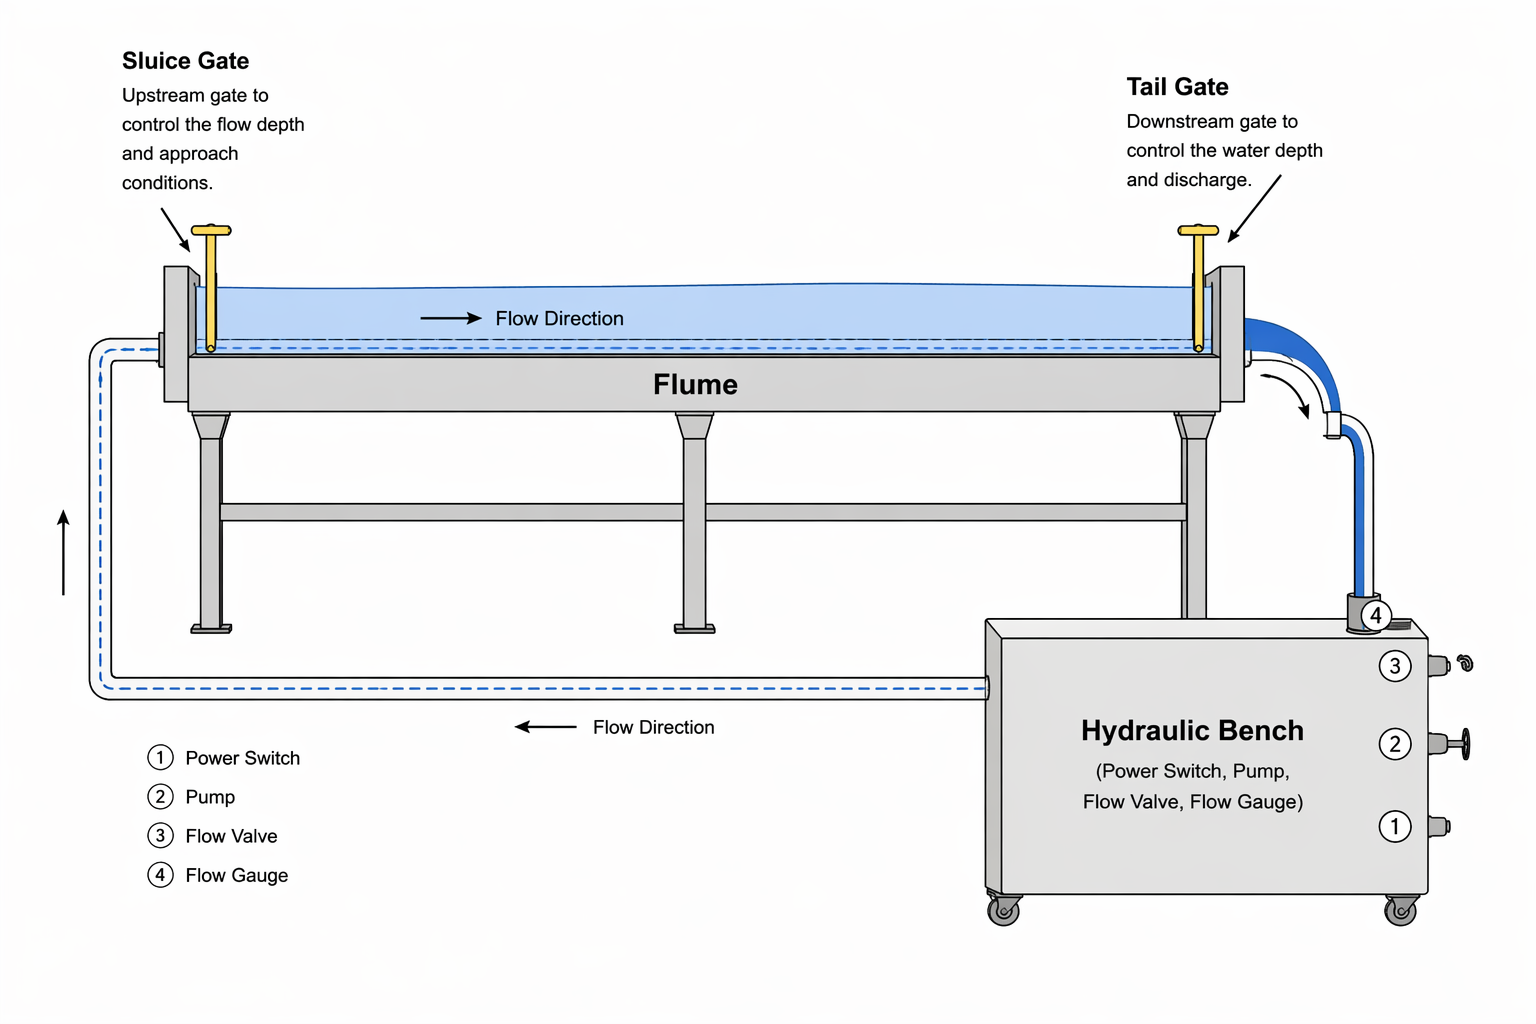 Sluice Gate
Upstream gate to
control the flow depth
and approach
conditions.
Tail Gate
Downstream gate to
control the water depth
and discharge.
Flow Direction
Flume
4
3
Hydraulic Bench
2
(Power Switch, Pump,
Flow Valve, Flow Gauge)
1
Flow Direction
1 Power Switch
2 Pump
3 Flow Valve
4 Flow Gauge